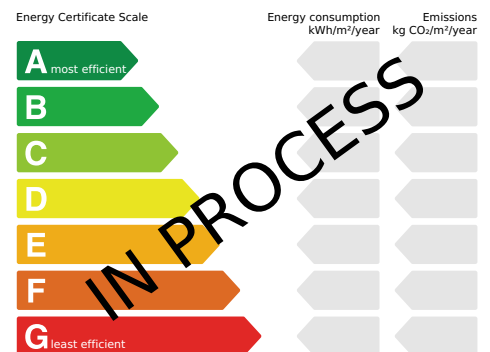 Energy Certificate Scale
Energy consumption
kWh/m²/year
Emissions
kg CO₂/m²/year
A most efficient
B
C
D
E
F
G least efficient
IN PROCESS